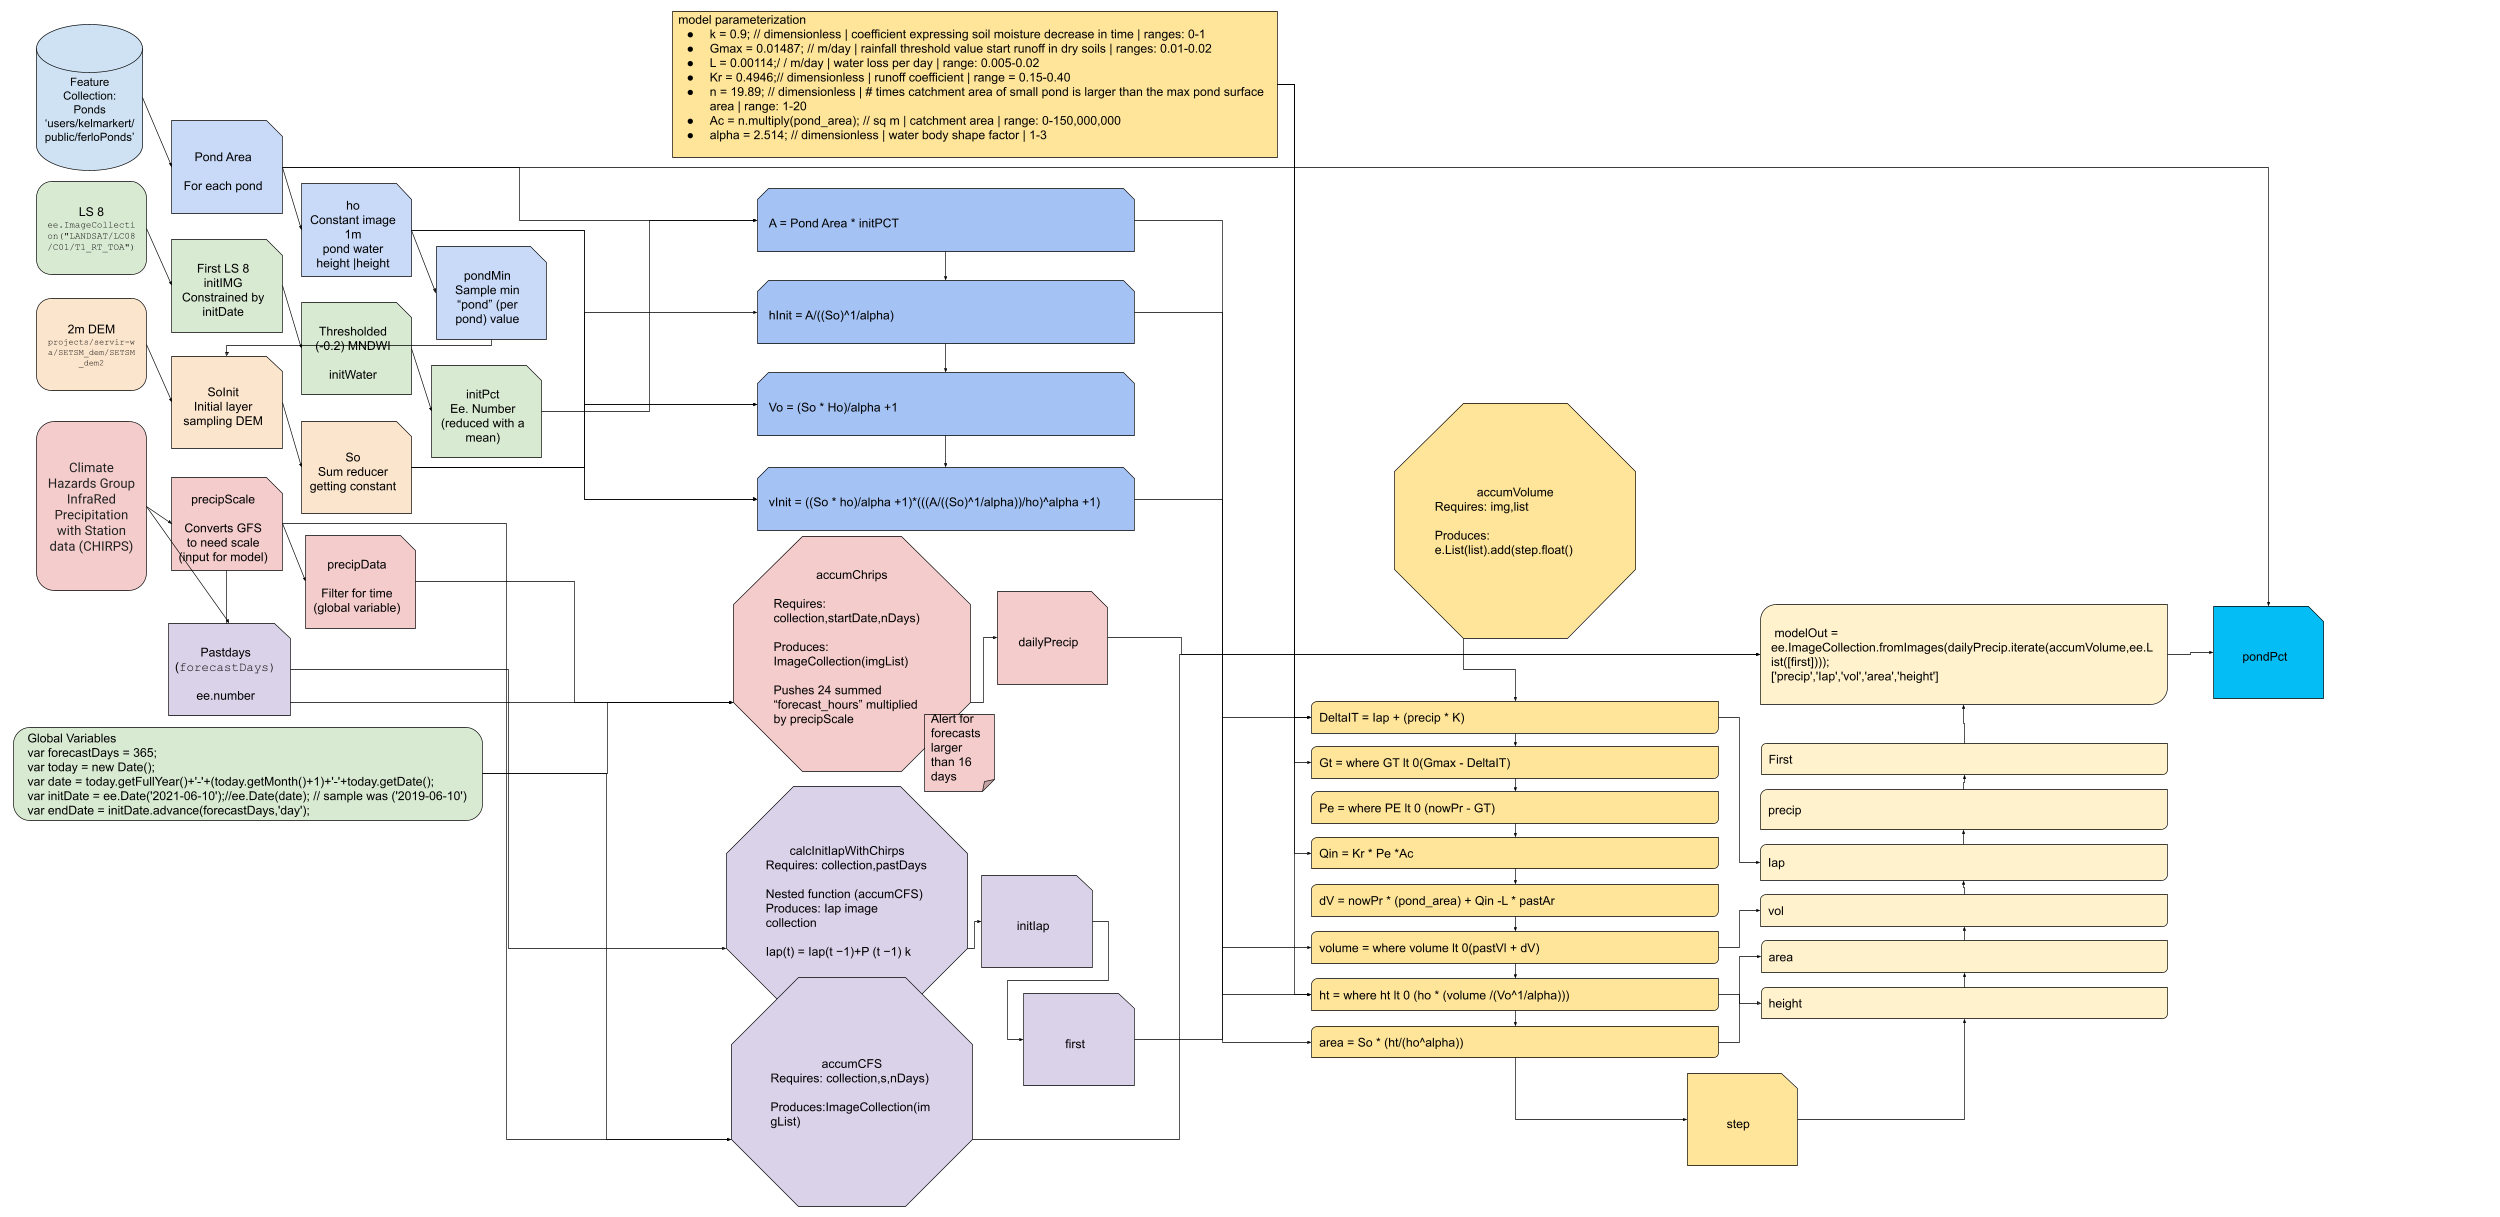 model parameterization
● k = 0.9; // dimensionless | coefficient expressing soil moisture decrease in time | ranges: 0-1
● Gmax = 0.01487; // m/day | rainfall threshold value start runoff in dry soils | ranges: 0.01-0.02
● L = 0.00114;/ / m/day | water loss per day | range: 0.005-0.02
● Kr = 0.4946;// dimensionless | runoff coefficient | range = 0.15-0.40
● n = 19.89; // dimensionless | # times catchment area of small pond is larger than the max pond surface
area | range: 1-20
● Ac = n.multiply(pond_area); // sq m | catchment area | range: 0-150,000,000
● alpha = 2.514; // dimensionless | water body shape factor | 1-3
Feature
Collection:
Ponds
'users/kelmarkert/
public/ferloPonds'
Pond Area
For each pond
LS 8
ee.ImageCollecti
on("LANDSAT/LC08
/C01/T1_RT_TOA")
ho
Constant image
1m
pond water
height |height
First LS 8
initIMG
Constrained by
initDate
pondMin
Sample min
“pond” (per
pond) value
2m DEM
projects/servir-w
a/SETSM_dem/SETSM
_dem2
Thresholded
(-0.2) MNDWI
initWater
SoInit
Initial layer
sampling DEM
initPct
Ee. Number
(reduced with a
mean)
So
Sum reducer
getting constant
Climate
Hazards Group
InfraRed
Precipitation
with Station
data (CHIRPS)
precipScale
Converts GFS
to need scale
(input for model)
precipData
Filter for time
(global variable)
Pastdays
(forecastDays)
ee.number
Global Variables
var forecastDays = 365;
var today = new Date();
var date = today.getFullYear()+'-'+(today.getMonth()+1)+'-'+today.getDate();
var initDate = ee.Date('2021-06-10');//ee.Date(date); // sample was ('2019-06-10')
var endDate = initDate.advance(forecastDays,'day');
A = Pond Area * initPCT
hInit = A/((So)^1/alpha)
Vo = (So * Ho)/alpha +1
vInit = ((So * ho)/alpha +1)*(((A/((So)^1/alpha))/ho)^alpha +1)
accumChrips
Requires:
collection,startDate,nDays)
Produces:
ImageCollection(imgList)
Pushes 24 summed
“forecast_hours” multiplied
by precipScale
Alert for
forecasts
larger
than 16
days
dailyPrecip
calcInitIapWithChirps
Requires: collection,pastDays
Nested function (accumCFS)
Produces: Iap image
collection
Iap(t) = Iap(t −1)+P (t −1) k
initIap
first
accumCFS
Requires: collection,s,nDays)
Produces:ImageCollection(im
gList)
accumVolume
Requires: img,list
Produces:
e.List(list).add(step.float()
DeltaIT = Iap + (precip * K)
Gt = where GT lt 0(Gmax - DeltaIT)
Pe = where PE lt 0 (nowPr - GT)
Qin = Kr * Pe *Ac
dV = nowPr * (pond_area) + Qin -L * pastAr
volume = where volume lt 0(pastVl + dV)
ht = where ht lt 0 (ho * (volume /(Vo^1/alpha)))
area = So * (ht/(ho^alpha))
step
modelOut =
ee.ImageCollection.fromImages(dailyPrecip.iterate(accumVolume,ee.L
ist([first])));
['precip','Iap','vol','area','height']
First
precip
Iap
vol
area
height
pondPct